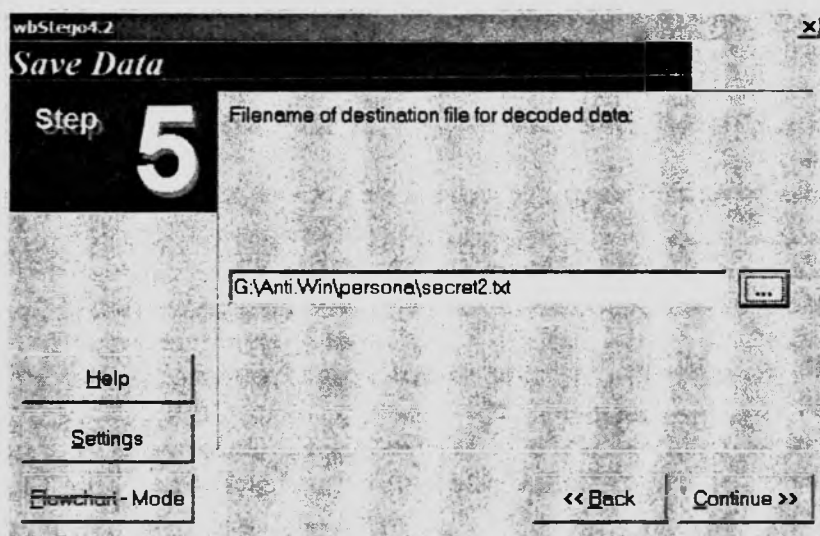 wbStego4.2
Save Data
Step 5
Filename of destination file for decoded data:
G:\Anti.Win\persona\secret2.txt
...
Help
Settings
Flowchart - Mode
<< Back
Continue >>